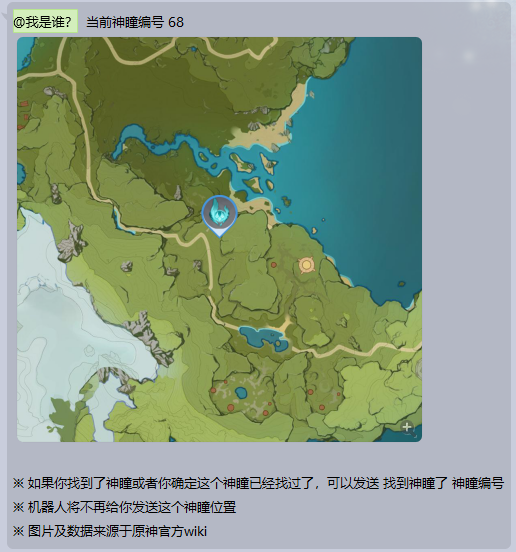 @我是谁? 当前神瞳编号 68
※ 如果你找到了神瞳或者你确定这个神瞳已经找过了，可以发送 找到神瞳了 神瞳编号
※ 机器人将不再给你发送这个神瞳位置
※ 图片及数据来源于原神官方wiki